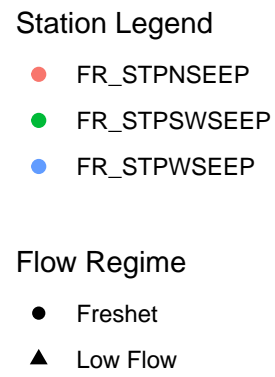 Station Legend
FR_STPNSEEP
FR_STPSWSEEP
FR_STPWSEEP
Flow Regime
Freshet
Low Flow